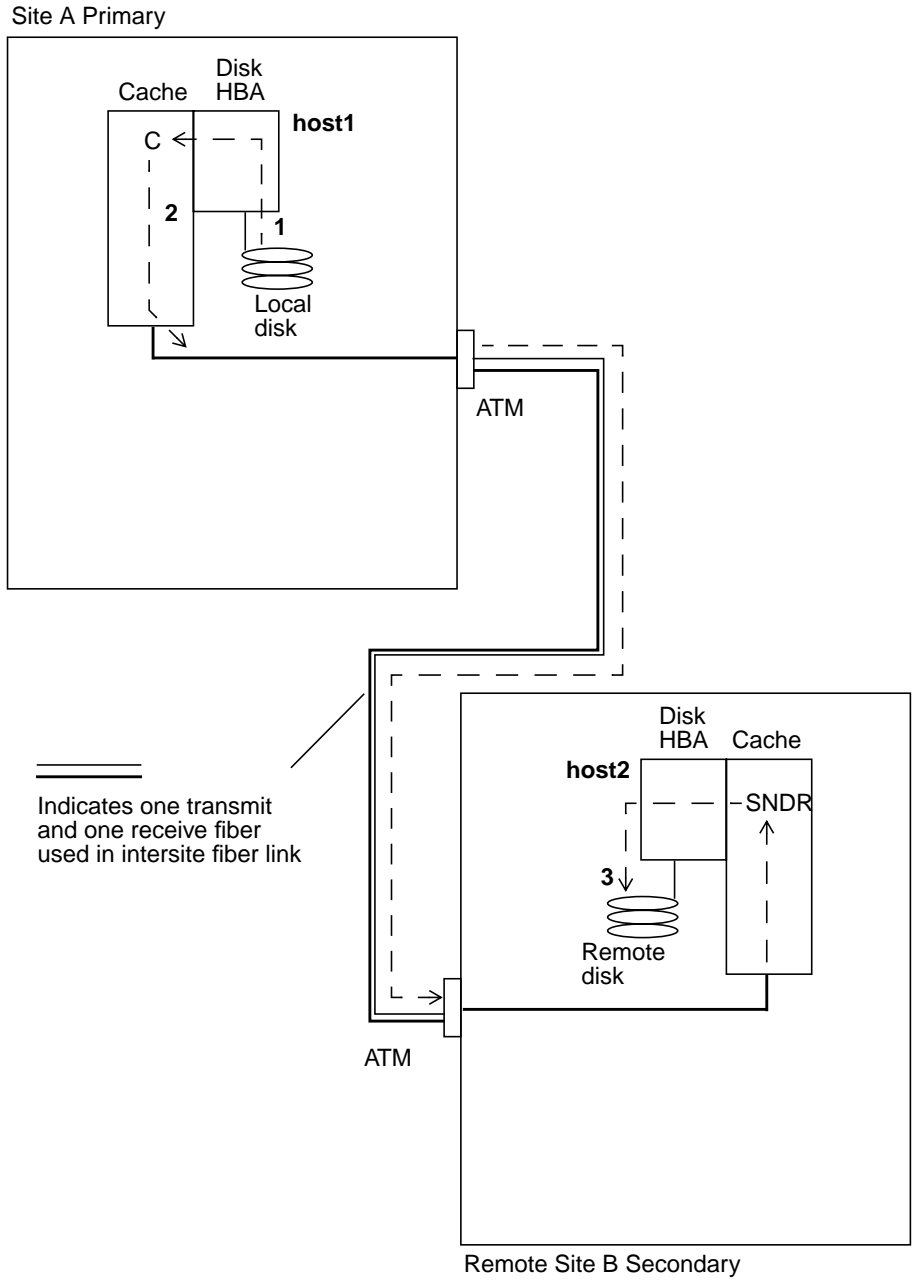 Site A Primary
Disk
HBA
Cache
host1
C
2
1
Local
disk
ATM
Indicates one transmit
and one receive fiber
used in intersite fiber link
Disk
HBA
Cache
host2
SNDR
3
Remote
disk
ATM
Remote Site B Secondary